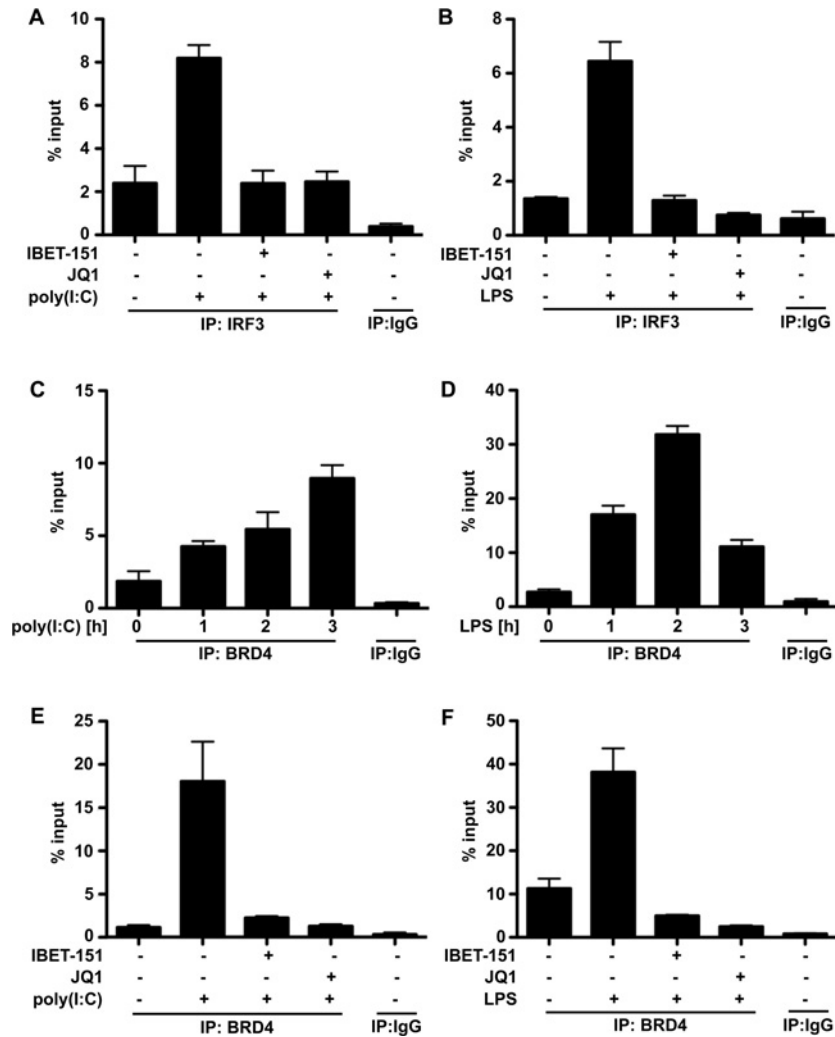 A
% input
10
8
6
4
2
0
IBET-151 - - + - -
JQ1 - - - + -
poly(I:C) - + + + -
IP: IRF3 IP:IgG
B
% input
8
6
4
2
0
IBET-151 - - + - -
JQ1 - - - + -
LPS - + + + -
IP: IRF3 IP:IgG
C
% input
15
10
5
0
poly(I:C) [h] 0 1 2 3 -
IP: BRD4 IP:IgG
D
% input
40
30
20
10
0
LPS [h] 0 1 2 3 -
IP: BRD4 IP:IgG
E
% input
25
20
15
10
5
0
IBET-151 - - + - -
JQ1 - - - + -
poly(I:C) - + + + -
IP: BRD4 IP:IgG
F
% input
50
40
30
20
10
0
IBET-151 - - + - -
JQ1 - - - + -
LPS - + + + -
IP: BRD4 IP:IgG